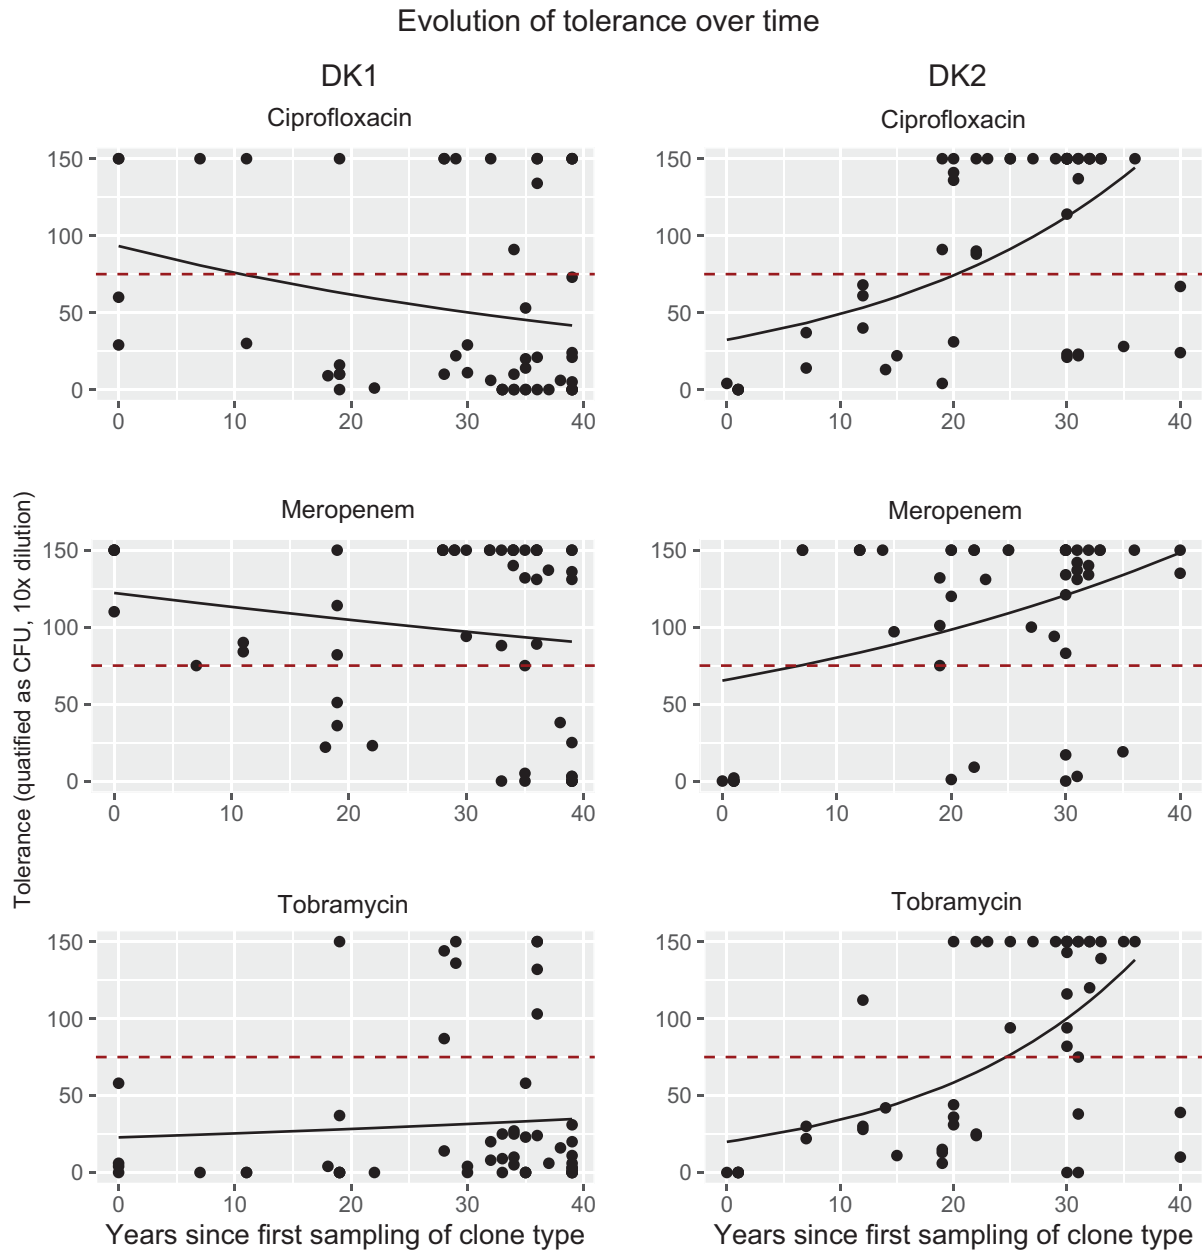 Evolution of tolerance over time
DK1
DK2
Ciprofloxacin
Ciprofloxacin
150
100
50
0
0 10 20 30 40
150
100
50
0
0 10 20 30 40
Tolerance (quatified as CFU, 10x dilution)
Meropenem
Meropenem
150
100
50
0
0 10 20 30 40
150
100
50
0
0 10 20 30 40
Tobramycin
Tobramycin
150
100
50
0
0 10 20 30 40
150
100
50
0
0 10 20 30 40
Years since first sampling of clone type
Years since first sampling of clone type